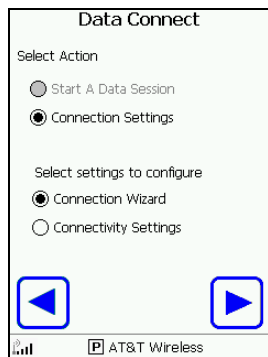 Data Connect
Select Action
Start A Data Session
Connection Settings
Select settings to configure
Connection Wizard
Connectivity Settings
P AT&T Wireless